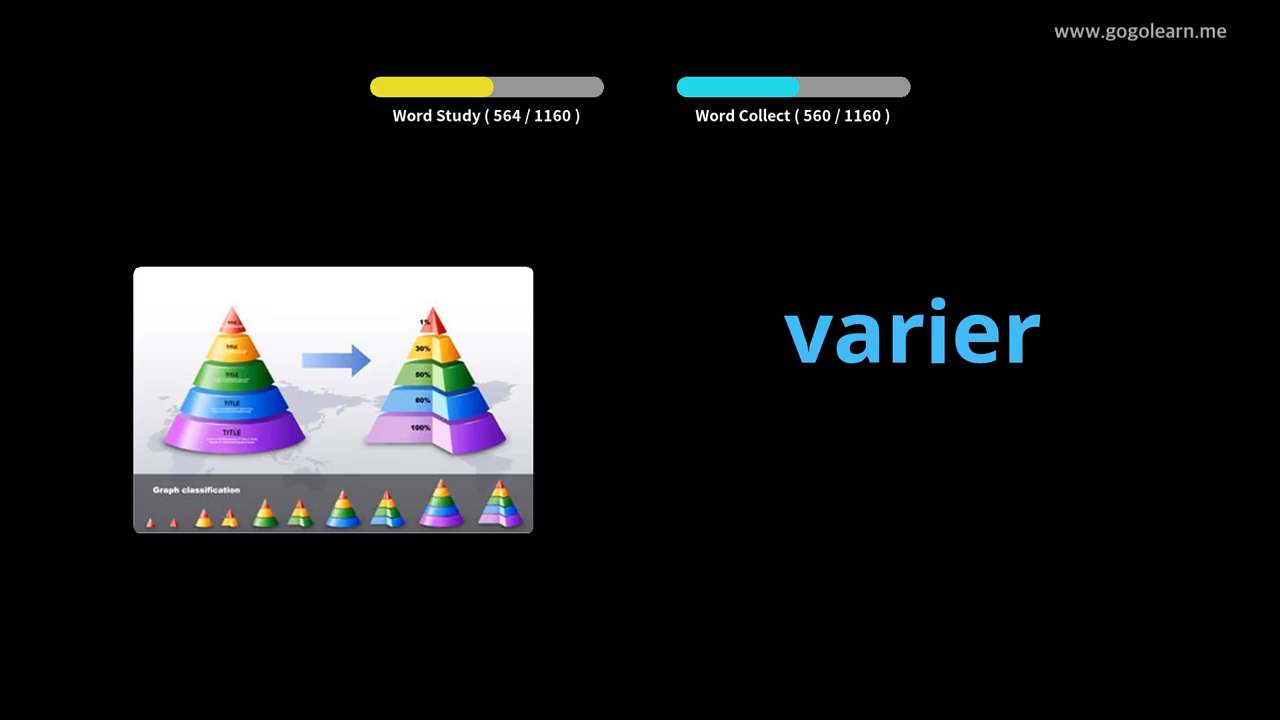 www.gogolearn.me
Word Study ( 564 / 1160 )
Word Collect ( 560 / 1160 )
varier
TITLE
TITLE
TITLE
TITLE
1%
30%
50%
80%
100%
Graph classification